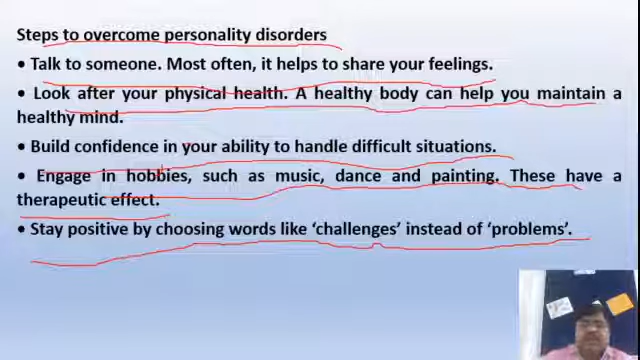 Steps to overcome personality disorders
• Talk to someone. Most often, it helps to share your feelings.
• Look after your physical health. A healthy body can help you maintain a
healthy mind.
• Build confidence in your ability to handle difficult situations.
• Engage in hobbies, such as music, dance and painting. These have a
therapeutic effect.
• Stay positive by choosing words like ‘challenges’ instead of ‘problems’.